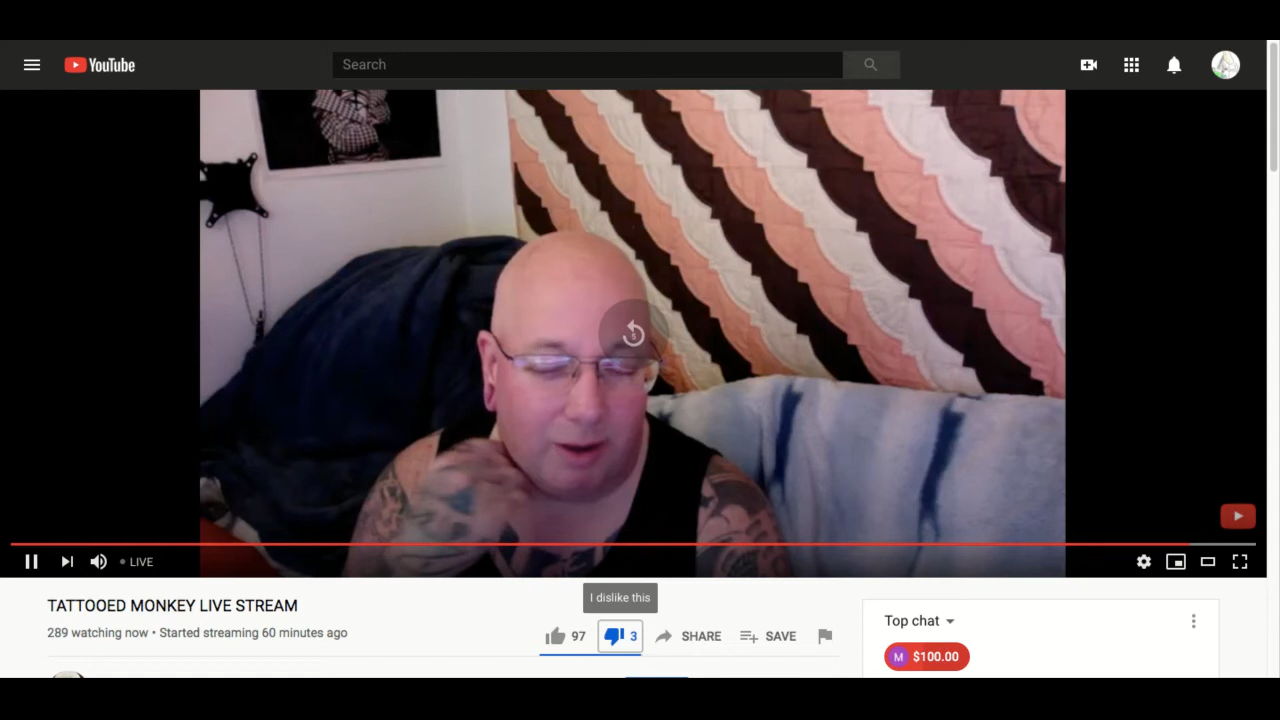 YouTube
Search
5
LIVE
I dislike this
TATTOOED MONKEY LIVE STREAM
289 watching now • Started streaming 60 minutes ago
97
3
SHARE
SAVE
Top chat
M $100.00